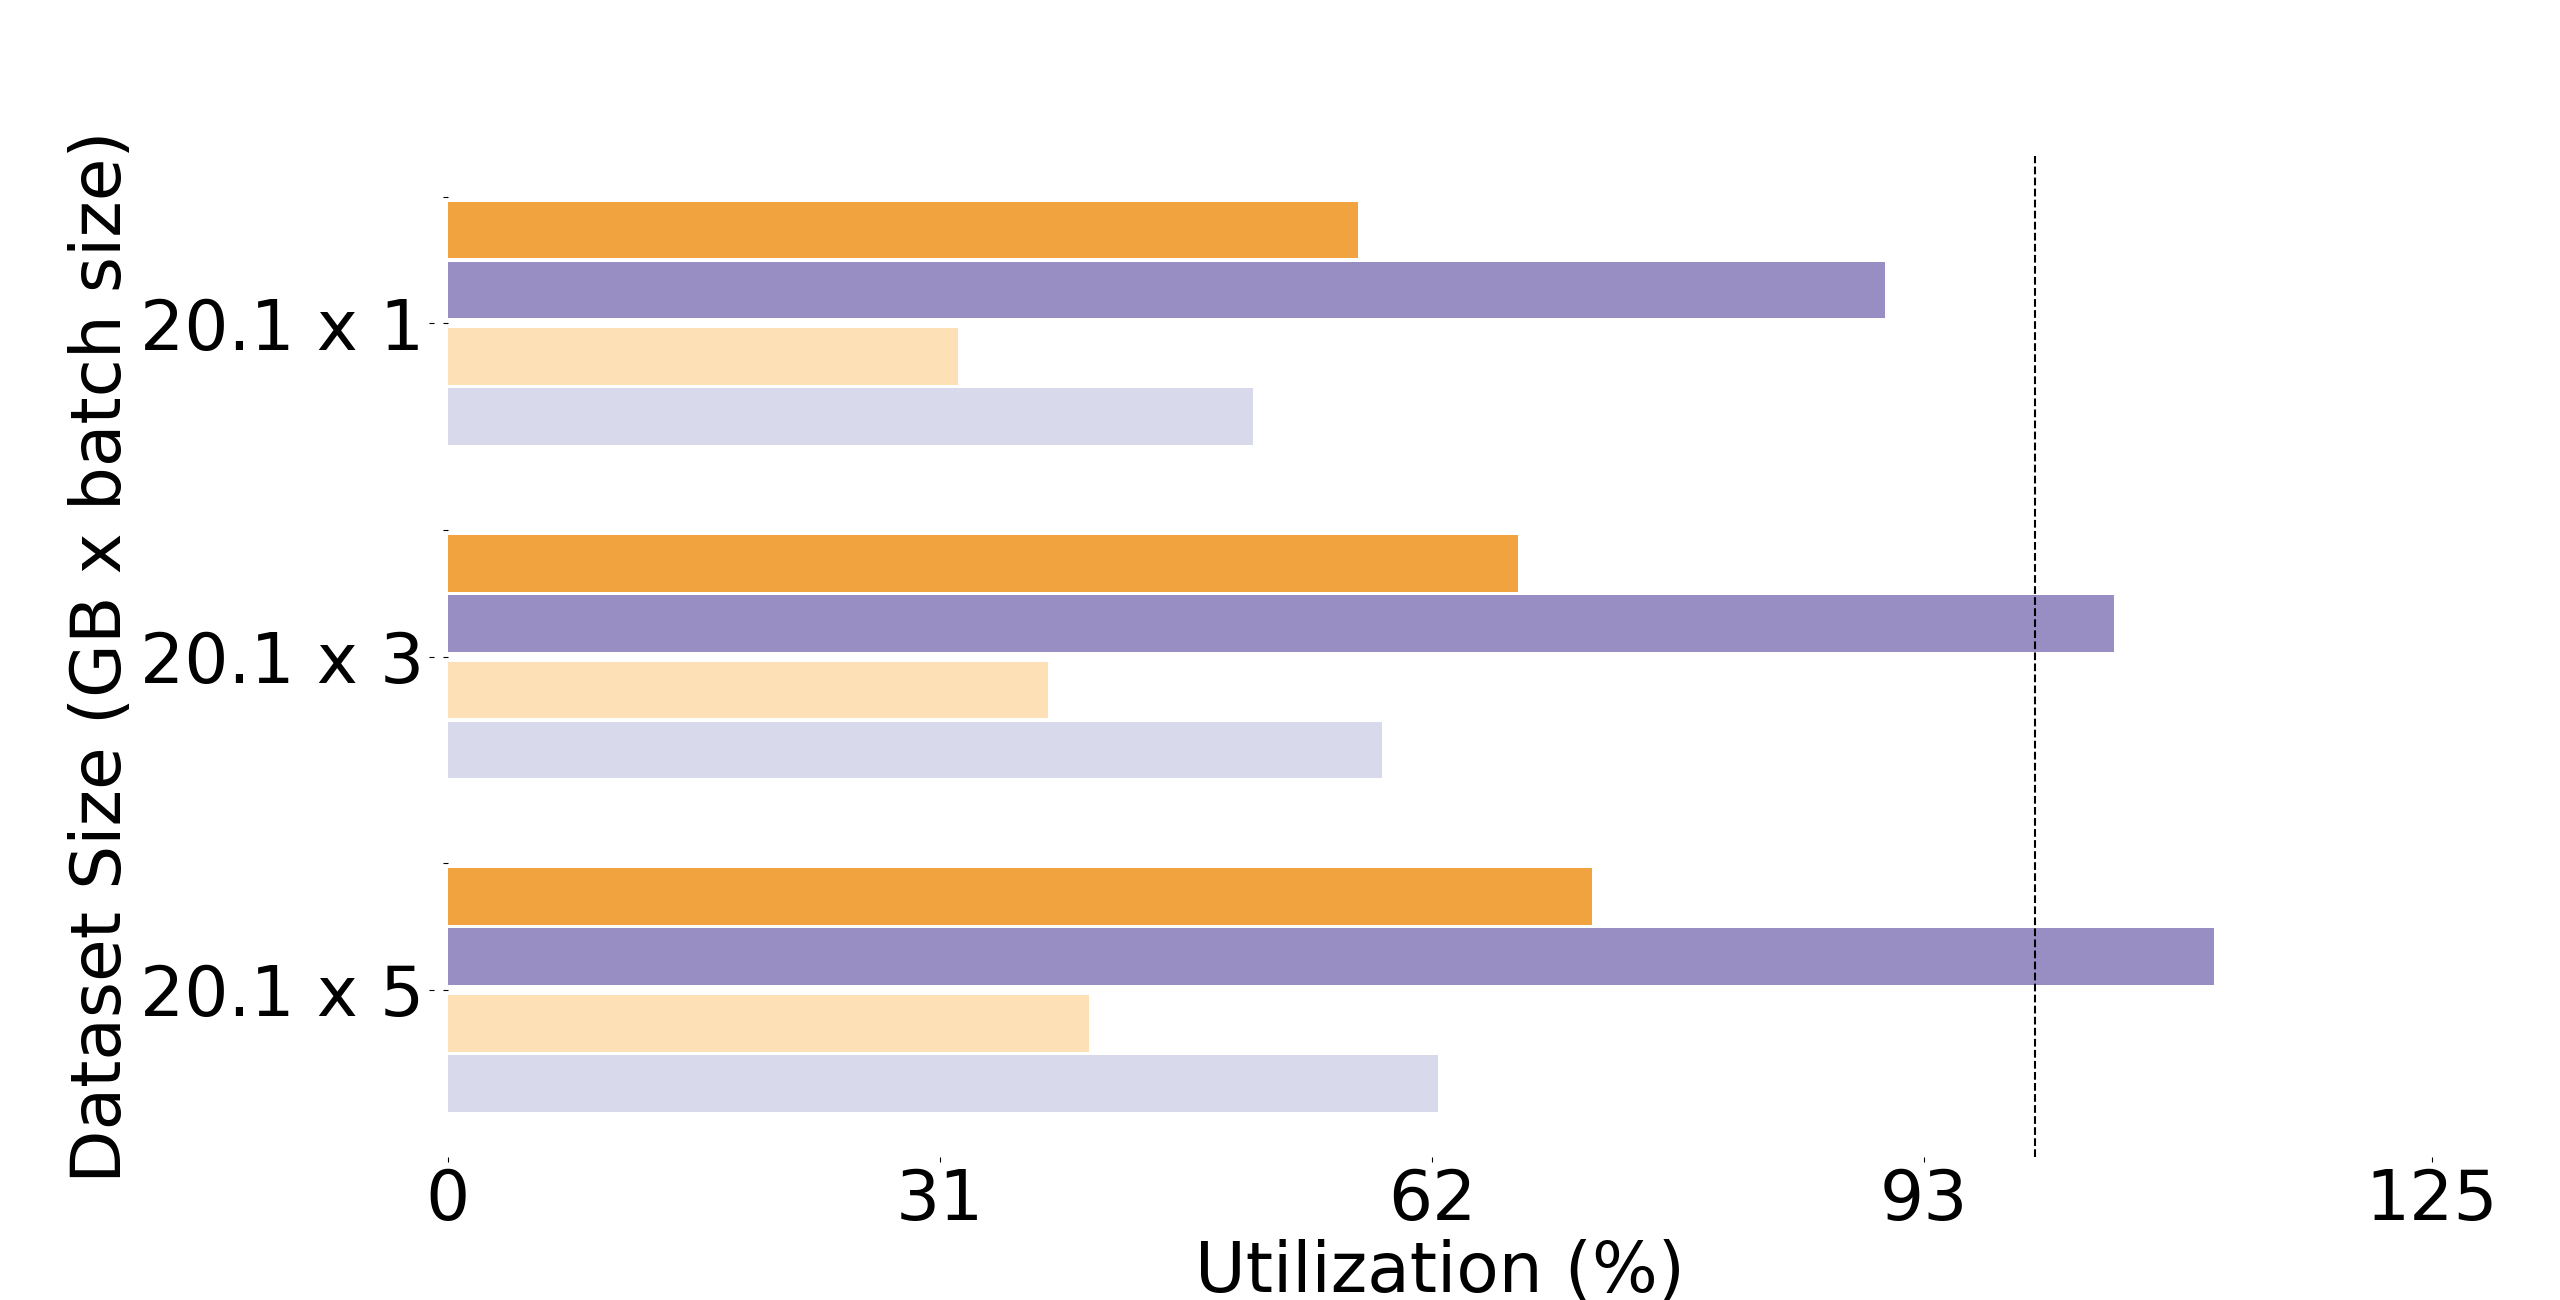 Dataset Size (GB x batch size)
20.1 x 1
20.1 x 3
20.1 x 5
0 31 62 93 125
Utilization (%)